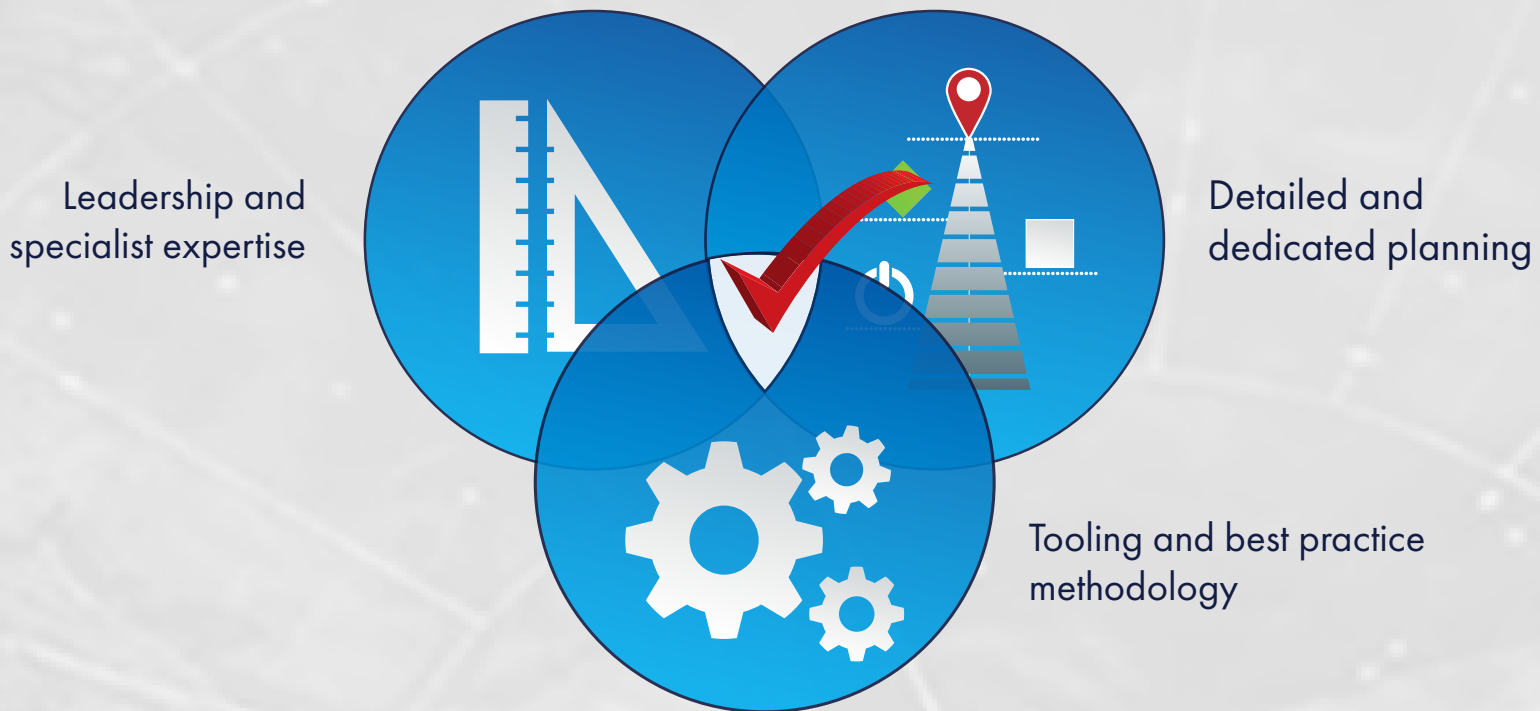 Leadership and
specialist expertise
Detailed and
dedicated planning
Tooling and best practice
methodology